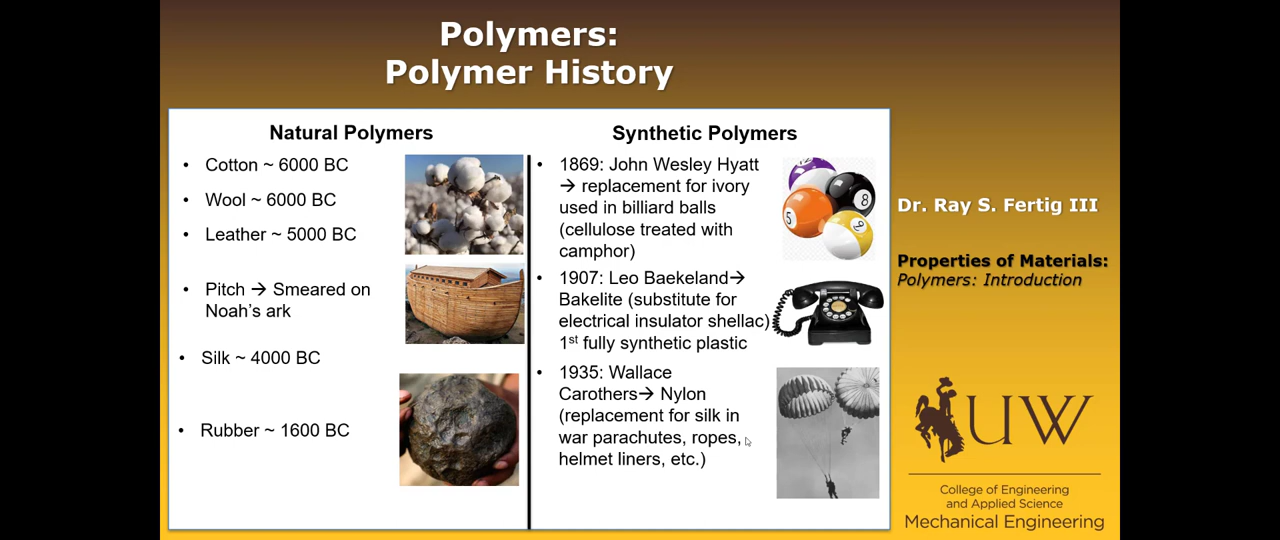 Polymers:
Polymer History
Natural Polymers
• Cotton ~ 6000 BC
• Wool ~ 6000 BC
• Leather ~ 5000 BC
• Pitch → Smeared on
Noah's ark
• Silk ~ 4000 BC
• Rubber ~ 1600 BC
Synthetic Polymers
• 1869: John Wesley Hyatt
→ replacement for ivory
used in billiard balls
(cellulose treated with
camphor)
• 1907: Leo Baekeland→
Bakelite (substitute for
electrical insulator shellac)
1st fully synthetic plastic
• 1935: Wallace
Carothers→ Nylon
(replacement for silk in
war parachutes, ropes,
helmet liners, etc.)
8
5
9
Dr. Ray S. Fertig III
Properties of Materials:
Polymers: Introduction
UW
College of Engineering
and Applied Science
Mechanical Engineering